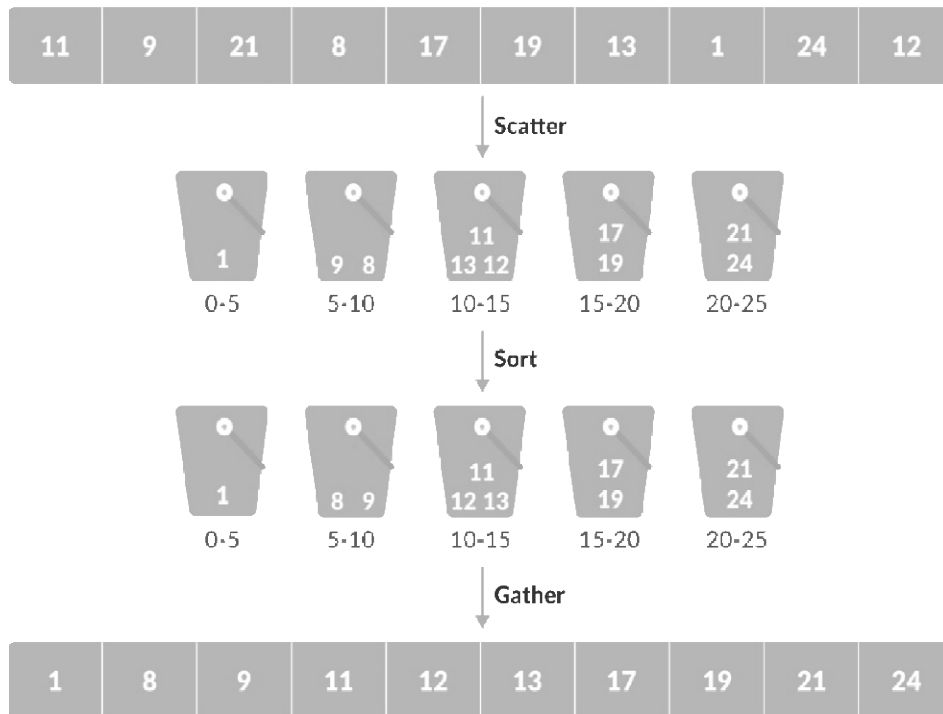 11 9 21 8 17 19 13 1 24 12
Scatter
11 17 21
1 9 8 13 12 19 24
0-5 5-10 10-15 15-20 20-25
Sort
11 17 21
1 8 9 12 13 19 24
0-5 5-10 10-15 15-20 20-25
Gather
1 8 9 11 12 13 17 19 21 24